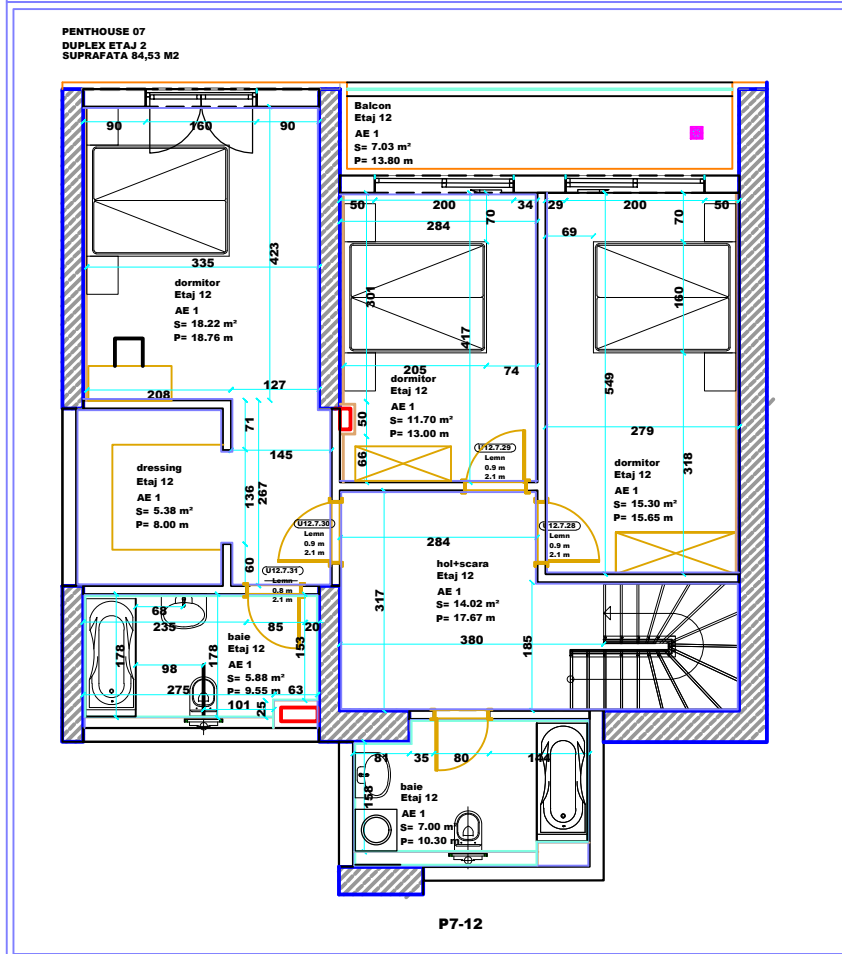 PENTHOUSE 07
DUPLEX ETAJ 2
SUPRAFATA 84,53 M2
Balcon
Etaj 12
AE 1
S= 7.03 m²
P= 13.80 m
90
160
90
50
200
34
29
200
50
284
70
70
69
335
423
301
417
160
549
dormitor
Etaj 12
AE 1
S= 18.22 m²
P= 18.76 m
205
74
208
127
dormitor
Etaj 12
AE 1
S= 11.70 m²
P= 13.00 m
50
66
71
145
279
318
U12.7.29
Lemn
0.9 m
2.1 m
dormitor
Etaj 12
AE 1
S= 15.30 m²
P= 15.65 m
dressing
Etaj 12
AE 1
S= 5.38 m²
P= 8.00 m
136
267
60
U12.7.30
Lemn
0.9 m
2.1 m
U12.7.28
Lemn
0.9 m
2.1 m
284
hol+scara
Etaj 12
AE 1
S= 14.02 m²
P= 17.67 m
U12.7.31
Lemn
0.8 m
2.1 m
317
380
185
68
235
85
20
153
178
178
98
baie
Etaj 12
AE 1
S= 5.88 m²
P= 9.55 m
275
63
101
25
81
35
80
144
158
baie
Etaj 12
AE 1
S= 7.00 m²
P= 10.30 m
P7-12